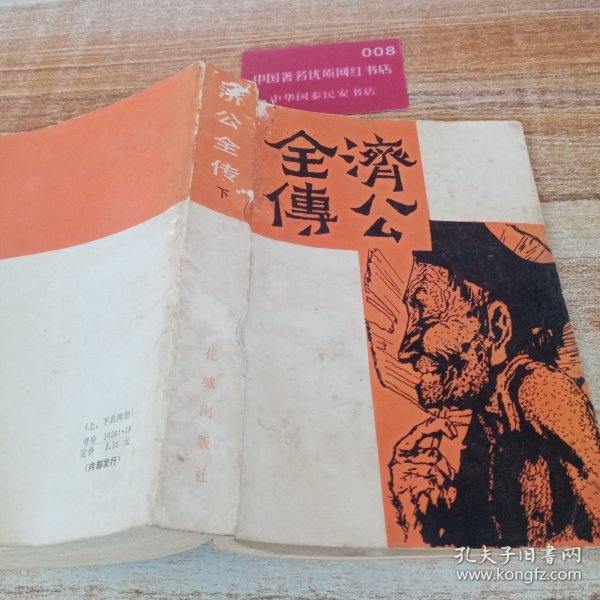 008
中国著名优质网红书店
中华国泰民安书店
濟公
全傳
济公全传
下
花城出版社
(上、下共两册)
书号 10261·18
定价 3.55 元
(内部发行)
孔夫子旧书网
www.kongfz.com